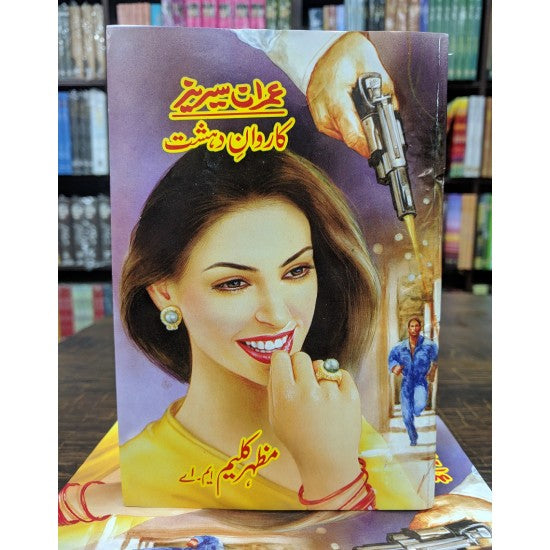 عمران سیریز
کاروانِ دہشت
مظہر کلیم ایم۔اے